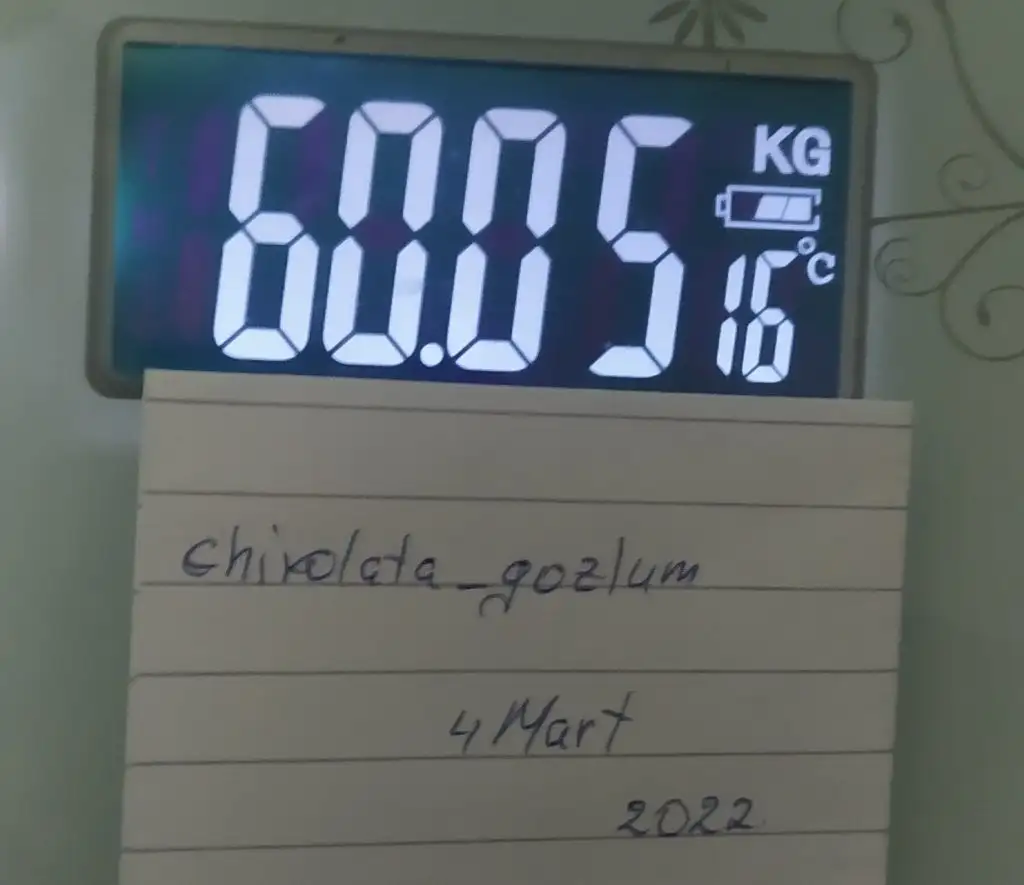 60.05 KG
16 °C
chikolata_gozlum
4 Mart
2022